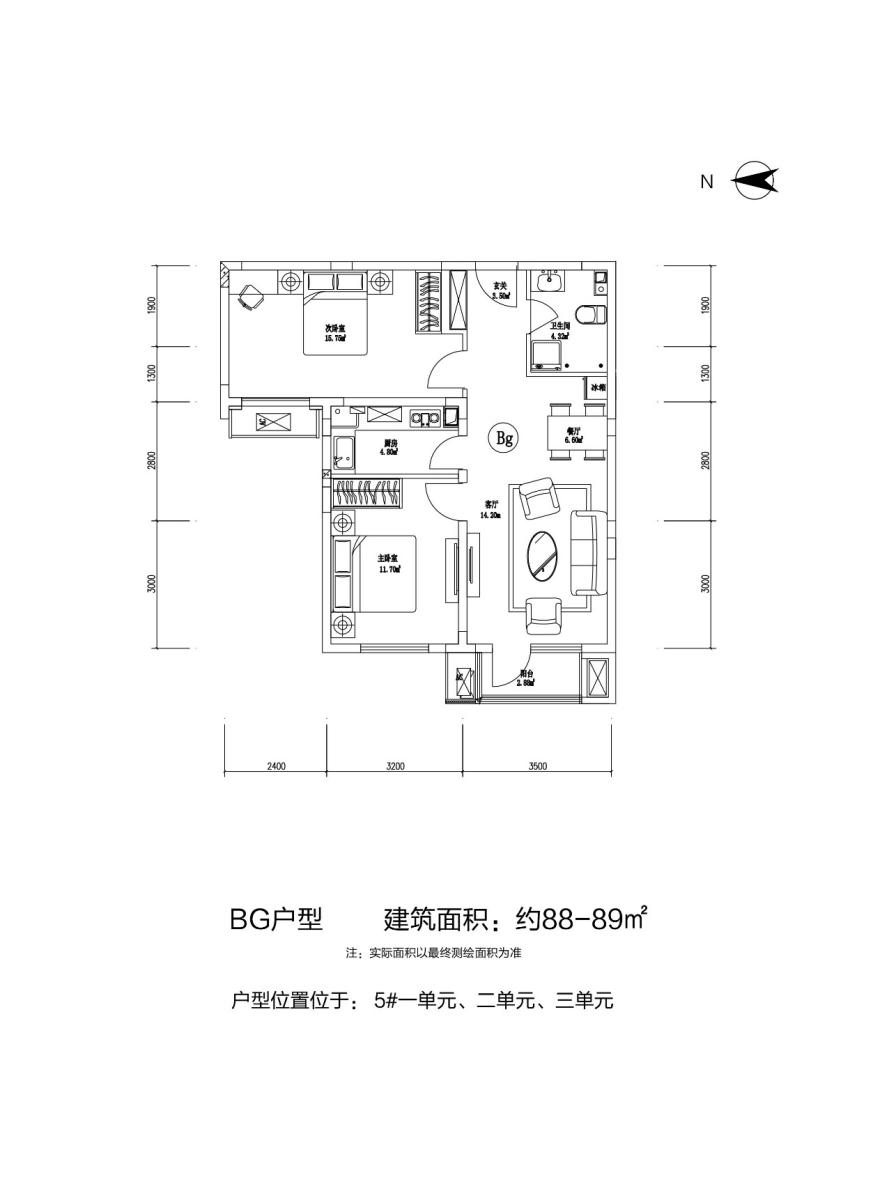 N
玄关
3.50㎡
次卧室
15.75㎡
卫生间
4.32㎡
冰箱
餐厅
6.60㎡
Bg
厨房
4.80㎡
客厅
14.20m
主卧室
11.70㎡
阳台
2.88㎡
AC
AC
1900
1300
2800
3000
1900
1300
2800
3000
2400
3200
3500
BG户型 建筑面积：约88-89㎡
注：实际面积以最终测绘面积为准
户型位置位于：5#一单元、二单元、三单元